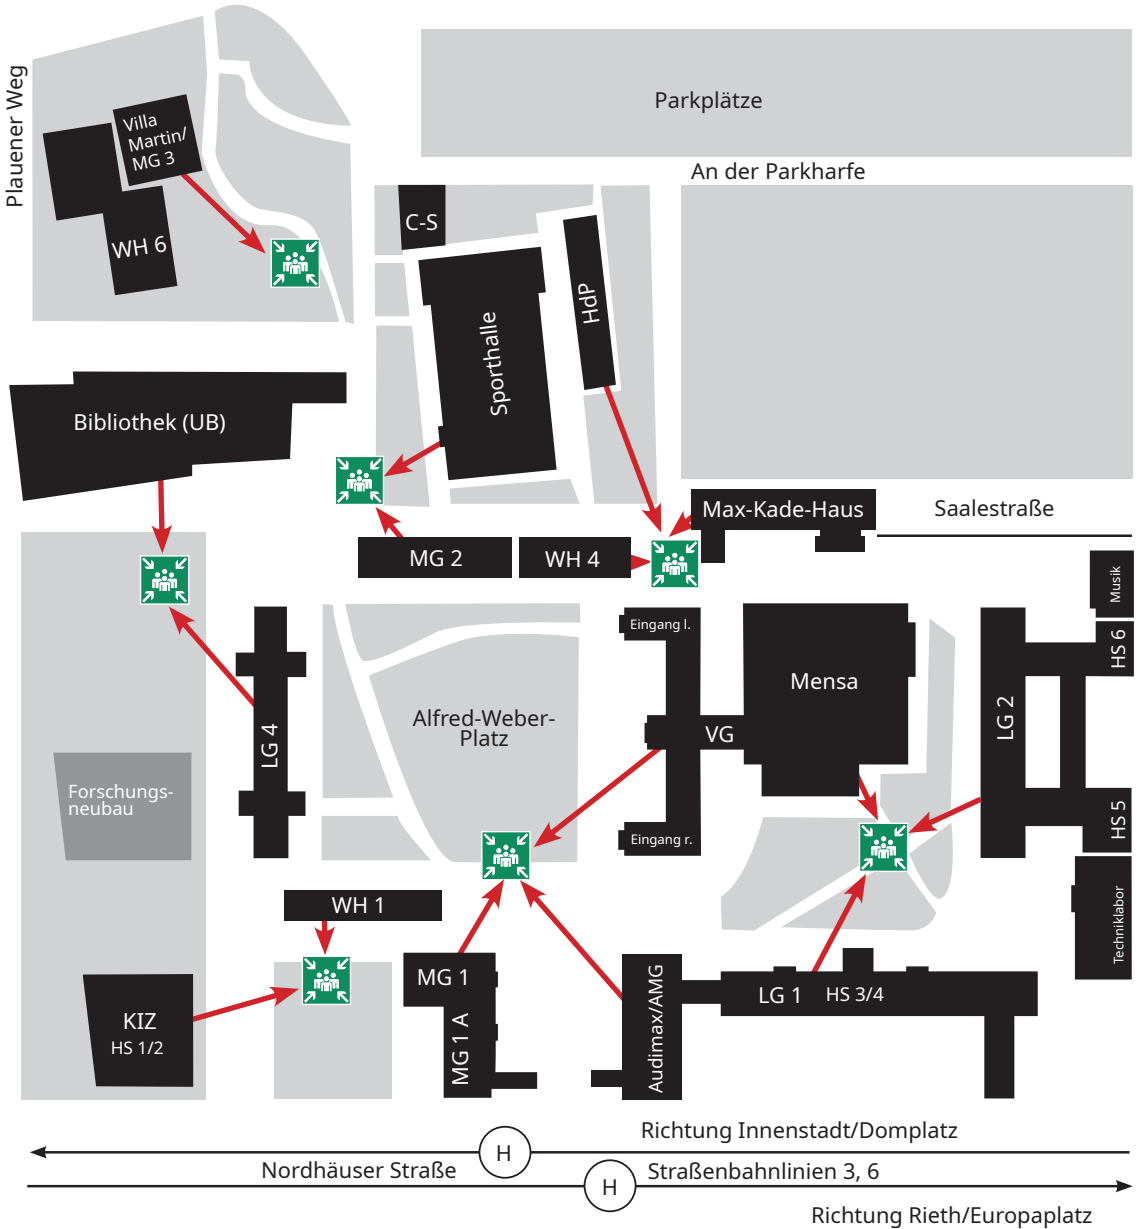 Plauener Weg
Villa
Martin/
MG 3
WH 6
Parkplätze
An der Parkharfe
C-S
Sporthalle
HdP
Bibliothek (UB)
MG 2
WH 4
Max-Kade-Haus
Saalestraße
Musik
HS 6
LG 2
HS 5
Techniklabor
Eingang l.
Mensa
VG
Eingang r.
Alfred-Weber-
Platz
LG 4
Forschungs-
neubau
WH 1
KIZ
HS 1/2
MG 1
MG 1 A
Audimax/AMG
LG 1
HS 3/4
Richtung Innenstadt/Domplatz
H
Nordhäuser Straße
Straßenbahnlinien 3, 6
H
Richtung Rieth/Europaplatz